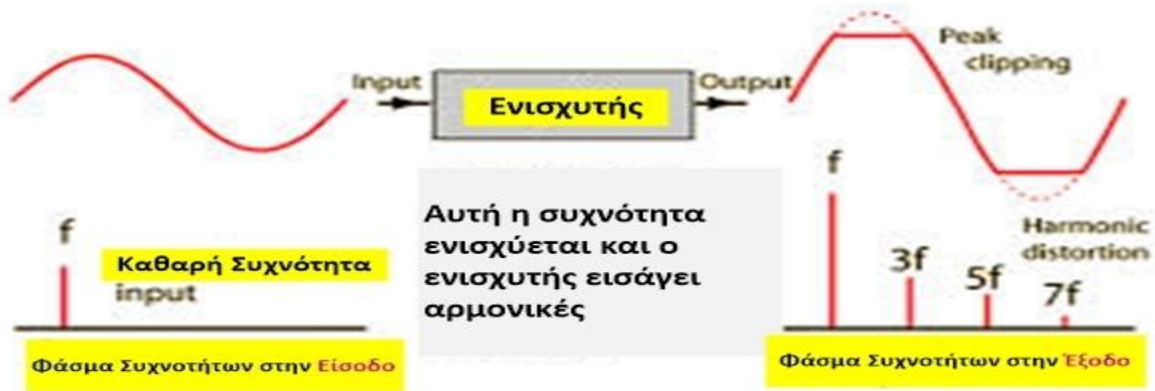 Input
Ενισχυτής
Output
Peak
clipping
f
Καθαρή Συχνότητα
input
Φάσμα Συχνοτήτων στην Είσοδο
Αυτή η συχνότητα
ενισχύεται και ο
ενισχυτής εισάγει
αρμονικές
f
3f
5f
7f
Harmonic
distortion
Φάσμα Συχνοτήτων στην Έξοδο